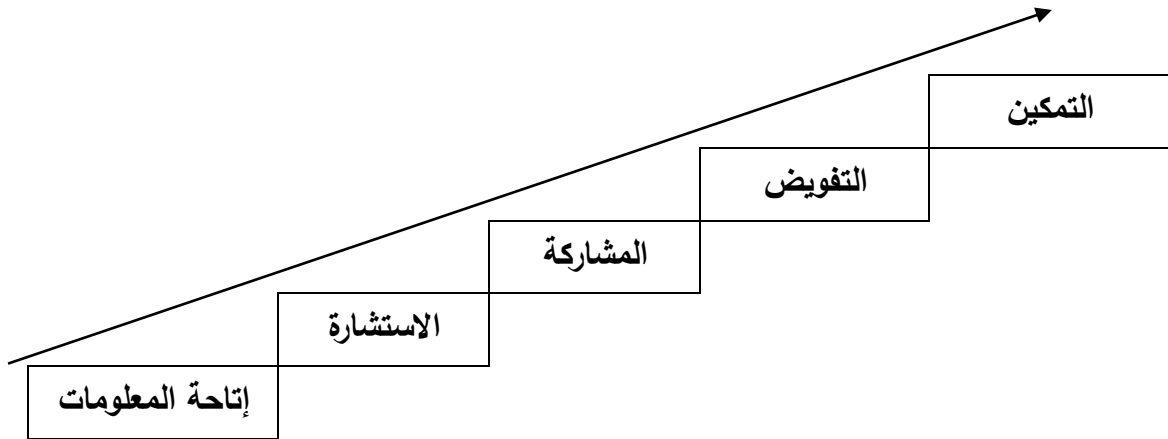 التمكين
التفويض
المشاركة
الاستشارة
إتاحة المعلومات